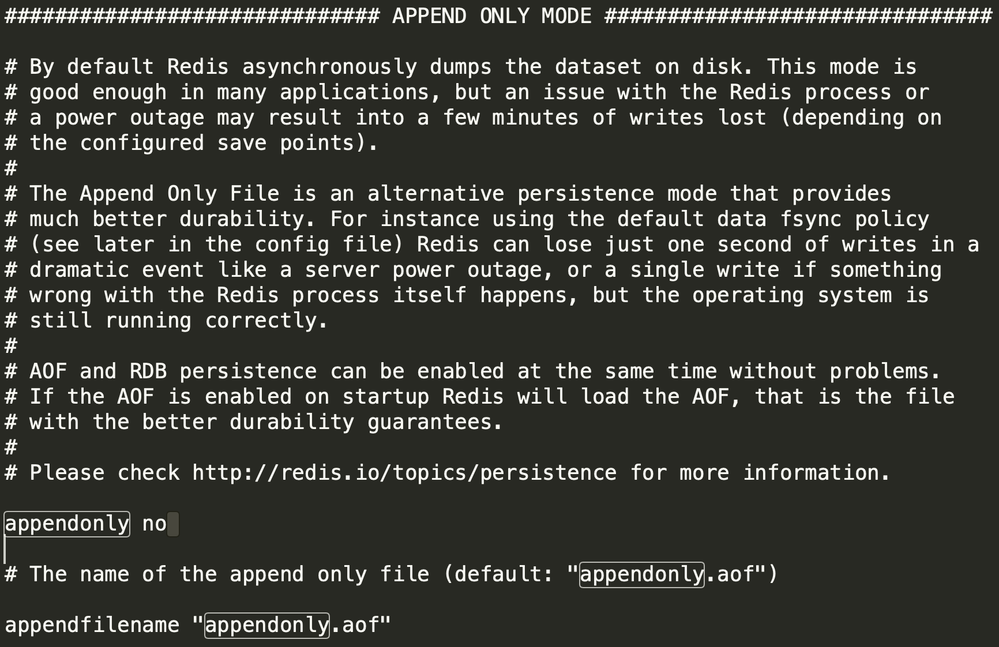 ############################## APPEND ONLY MODE ###############################
# By default Redis asynchronously dumps the dataset on disk. This mode is
# good enough in many applications, but an issue with the Redis process or
# a power outage may result into a few minutes of writes lost (depending on
# the configured save points).
#
# The Append Only File is an alternative persistence mode that provides
# much better durability. For instance using the default data fsync policy
# (see later in the config file) Redis can lose just one second of writes in a
# dramatic event like a server power outage, or a single write if something
# wrong with the Redis process itself happens, but the operating system is
# still running correctly.
#
# AOF and RDB persistence can be enabled at the same time without problems.
# If the AOF is enabled on startup Redis will load the AOF, that is the file
# with the better durability guarantees.
#
# Please check http://redis.io/topics/persistence for more information.
appendonly no
# The name of the append only file (default: "appendonly.aof")
appendfilename "appendonly.aof"